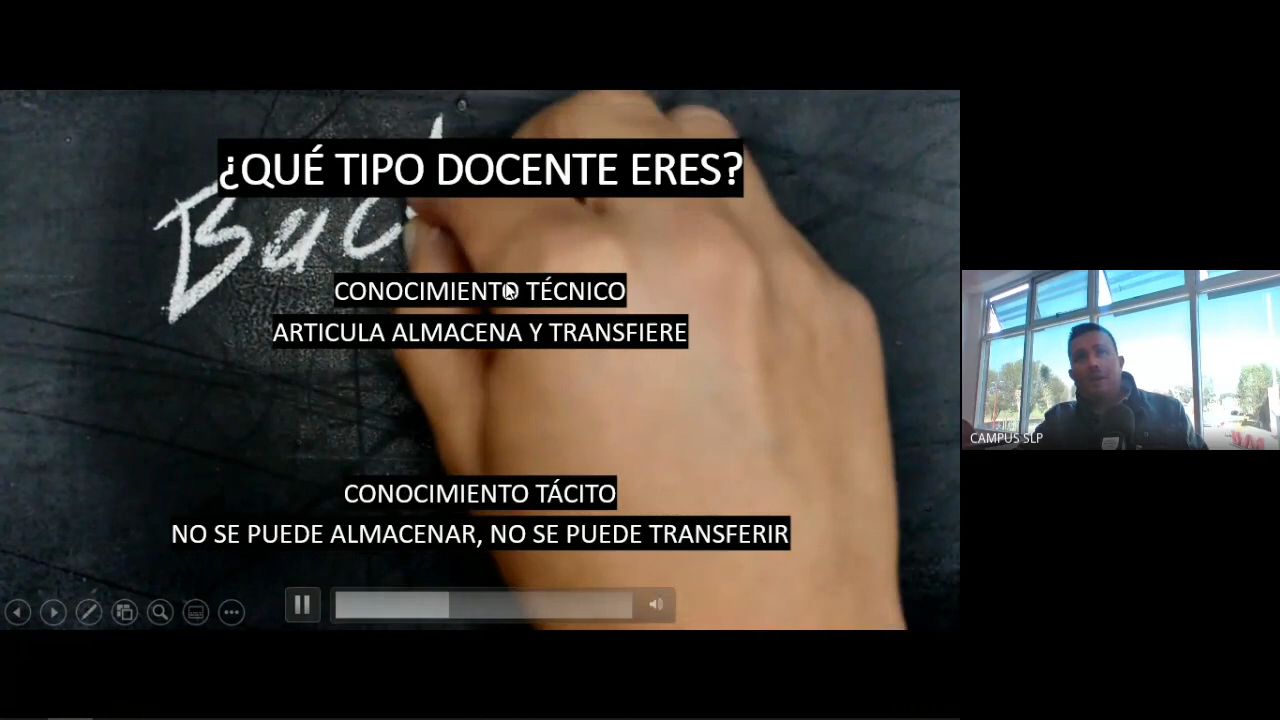 ¿QUÉ TIPO DOCENTE ERES?
Bac
CONOCIMIENTO TÉCNICO
ARTICULA ALMACENA Y TRANSFIERE
CONOCIMIENTO TÁCITO
NO SE PUEDE ALMACENAR, NO SE PUEDE TRANSFERIR
CAMPUS SLP